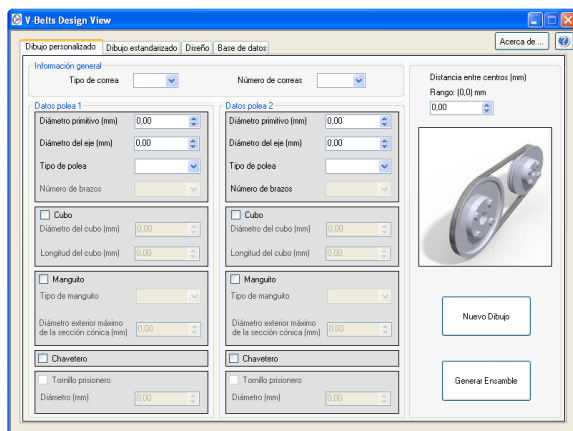 V-Belts Design View
Dibujo personalizado Dibujo estandarizado Diseño Base de datos
Acerca de ...
Información general
Tipo de correa
Número de correas
Datos polea 1
Diámetro primitivo (mm) 0,00
Diámetro del eje (mm) 0,00
Tipo de polea
Número de brazos
Cubo
Diámetro del cubo (mm) 0,00
Longitud del cubo (mm) 0,00
Manguito
Tipo de manguito
Diámetro exterior máximo
de la sección cónica (mm) 0,00
Chavetero
Tornillo prisionero
Diámetro (mm) 0,00
Datos polea 2
Diámetro primitivo (mm) 0,00
Diámetro del eje (mm) 0,00
Tipo de polea
Número de brazos
Cubo
Diámetro del cubo (mm) 0,00
Longitud del cubo (mm) 0,00
Manguito
Tipo de manguito
Diámetro exterior máximo
de la sección cónica (mm) 0,00
Chavetero
Tornillo prisionero
Diámetro (mm) 0,00
Distancia entre centros (mm)
Rango: (0,0) mm
0,00
Nuevo Dibujo
Generar Ensamble